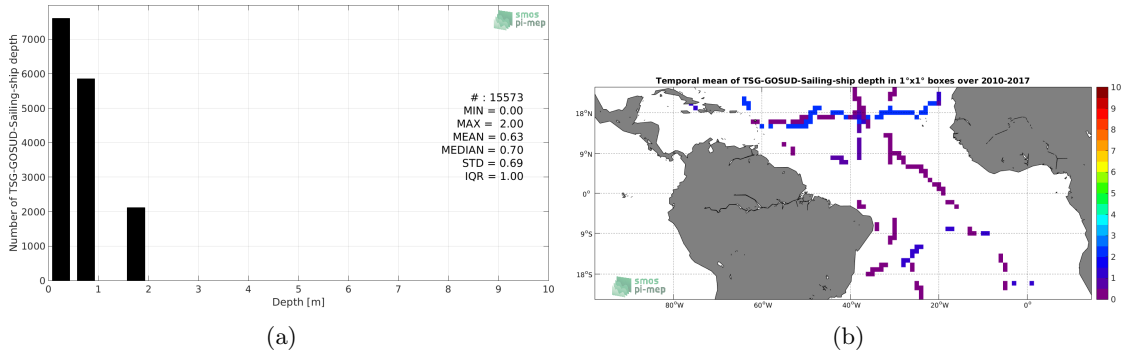 smos
pi-mep
Number of TSG-GOSUD-Sailing-ship depth
7000
6000
5000
4000
3000
2000
1000
0
# : 15573
MIN = 0.00
MAX = 2.00
MEAN = 0.63
MEDIAN = 0.70
STD = 0.69
IQR = 1.00
0 1 2 3 4 5 6 7 8 9 10
Depth [m]
(a)
Temporal mean of TSG-GOSUD-Sailing-ship depth in 1°x1° boxes over 2010-2017
18°N
9°N
0°
9°S
18°S
80°W 60°W 40°W 20°W 0°
smos
pi-mep
10
9
8
7
6
5
4
3
2
1
0
(b)